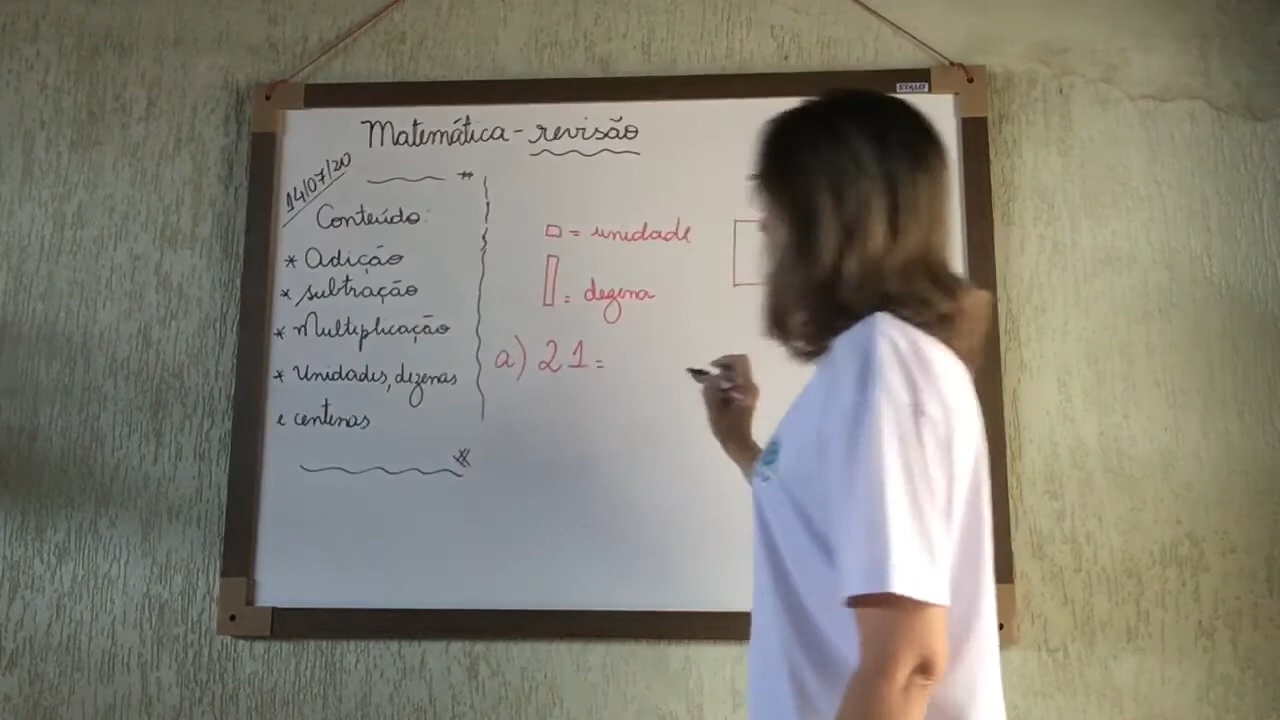 Matemática - revisão
14/07/20
Conteúdo:
* Adição
* subtração
* Multiplicação
* Unidades, dezenas
e centenas
= unidade
= dezena
a) 21 =